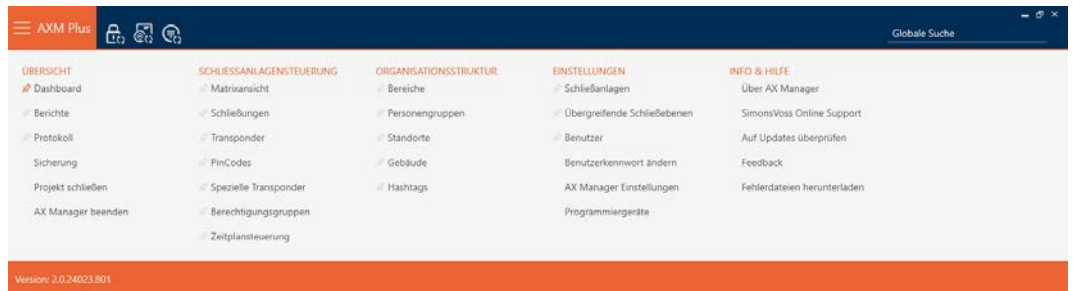 AXM Plus
Globale Suche
ÜBERSICHT
Dashboard
Berichte
Protokoll
Sicherung
Projekt schließen
AX Manager beenden
SCHLIESSANLAGENSTEUERUNG
Matrixansicht
Schließungen
Transponder
PinCodes
Spezielle Transponder
Berechtigungsgruppen
Zeitplansteuerung
ORGANISATIONSSTRUKTUR
Bereiche
Personengruppen
Standorte
Gebäude
Hashtags
EINSTELLUNGEN
Schließanlagen
Übergreifende Schließebenen
Benutzer
Benutzerkennwort ändern
AX Manager Einstellungen
Programmiergeräte
INFO & HILFE
Über AX Manager
SimonsVoss Online Support
Auf Updates überprüfen
Feedback
Fehlerdateien herunterladen
Version: 2.0.24023.801